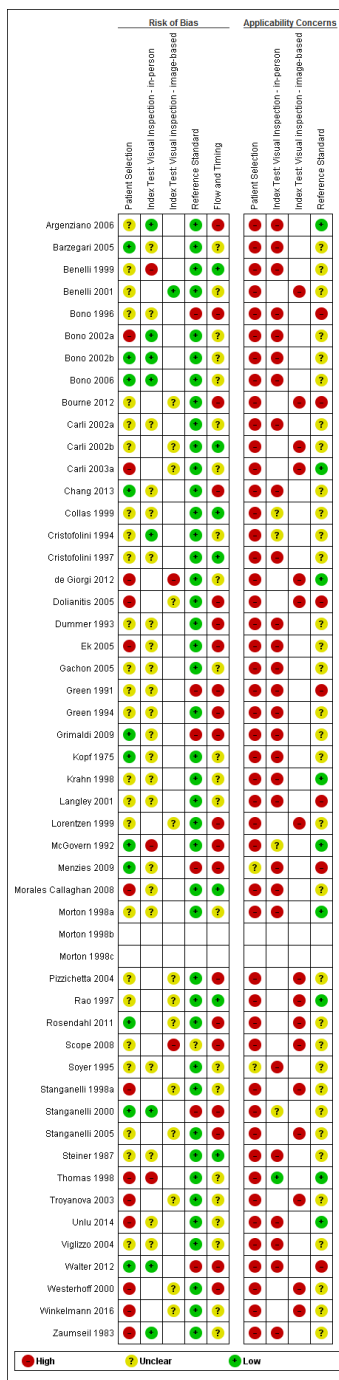 Risk of Bias
Applicability Concerns
Patient Selection
Index Test: Visual Inspection - in-person
Index Test: Visual Inspection - image-based
Reference Standard
Flow and Timing
Patient Selection
Index Test: Visual Inspection - in-person
Index Test: Visual Inspection - image-based
Reference Standard
Argenziano 2006 ? + + - - - +
Barzegari 2005 + ? + ? - - ?
Benelli 1999 ? - + + - - ?
Benelli 2001 ? + + ? - - ?
Bono 1996 ? ? - - - - -
Bono 2002a - + + ? - - ?
Bono 2002b + + + ? - - ?
Bono 2006 + + + ? - - ?
Bourne 2012 ? ? + - - - -
Carli 2002a ? ? + ? - - ?
Carli 2002b ? ? + + - - ?
Carli 2003a - ? + ? - - +
Chang 2013 + ? + - - - ?
Collas 1999 ? ? + + - ? ?
Cristofolini 1994 ? + + ? - ? ?
Cristofolini 1997 ? ? + + - - ?
de Giorgi 2012 - - + ? - - +
Dolianitis 2005 - ? + - - - -
Dummer 1993 ? ? + - - - ?
Ek 2005 - ? + - - - ?
Gachon 2005 ? ? + ? - - ?
Green 1991 ? ? - - - - -
Green 1994 ? ? + - - - ?
Grimaldi 2009 + ? - - - - ?
Kopf 1975 + ? + ? - - ?
Krahn 1998 ? ? + ? - - +
Langley 2001 ? ? + ? - - -
Lorentzen 1999 ? ? + - - - ?
McGovern 1992 + - + ? - ? +
Menzies 2009 + ? - - ? - -
Morales Callaghan 2008 - ? + + - - ?
Morton 1998a ? ? + ? - - +
Morton 1998b
Morton 1998c
Pizzichetta 2004 ? ? + - - - ?
Rao 1997 ? ? + + - - +
Rosendahl 2011 + ? + - - - ?
Scope 2008 ? - ? - - - ?
Soyer 1995 ? ? + ? ? - ?
Stanganelli 1998a - ? + ? - - ?
Stanganelli 2000 + + - - - ? ?
Stanganelli 2005 ? ? + - - - ?
Steiner 1987 ? ? + + - - ?
Thomas 1998 - - + ? - + +
Troyanova 2003 - ? + ? - - ?
Unlu 2014 - ? + ? - - +
Viglizzo 2004 ? ? + ? - - ?
Walter 2012 + + - - - - -
Westerhoff 2000 - ? + - - - ?
Winkelmann 2016 - ? + - - - ?
Zaumseil 1983 - + + ? - - ?
- High ? Unclear + Low